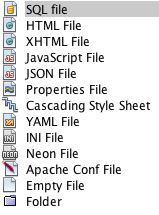 SQL file
HTML File
XHTML File
JavaScript File
JSON File
Properties File
Cascading Style Sheet
YAML File
INI File
Neon File
Apache Conf File
Empty File
Folder